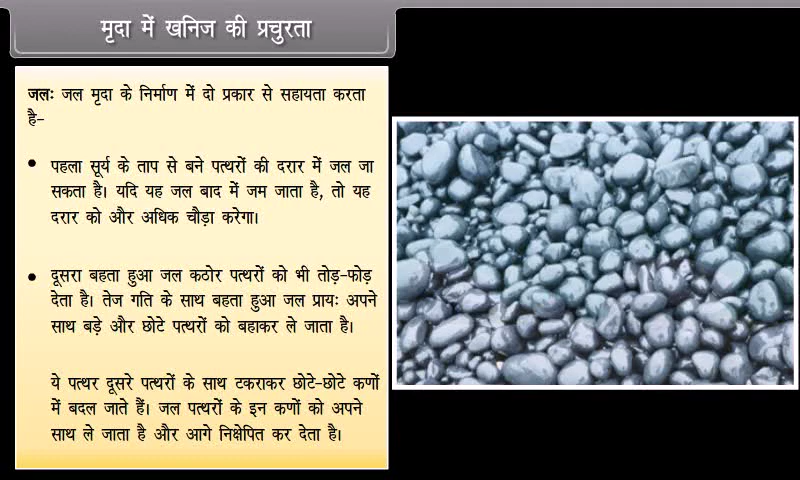 मृदा में खनिज की प्रचुरता
जलः जल मृदा के निर्माण में दो प्रकार से सहायता करता
है-
• पहला सूर्य के ताप से बने पत्थरों की दरार में जल जा
सकता है। यदि यह जल बाद में जम जाता है, तो यह
दरार को और अधिक चौड़ा करेगा।
• दूसरा बहता हुआ जल कठोर पत्थरों को भी तोड़-फोड़
देता है। तेज गति के साथ बहता हुआ जल प्रायः अपने
साथ बड़े और छोटे पत्थरों को बहाकर ले जाता है।
ये पत्थर दूसरे पत्थरों के साथ टकराकर छोटे-छोटे कणों
में बदल जाते हैं। जल पत्थरों के इन कणों को अपने
साथ ले जाता है और आगे निक्षेपित कर देता है।